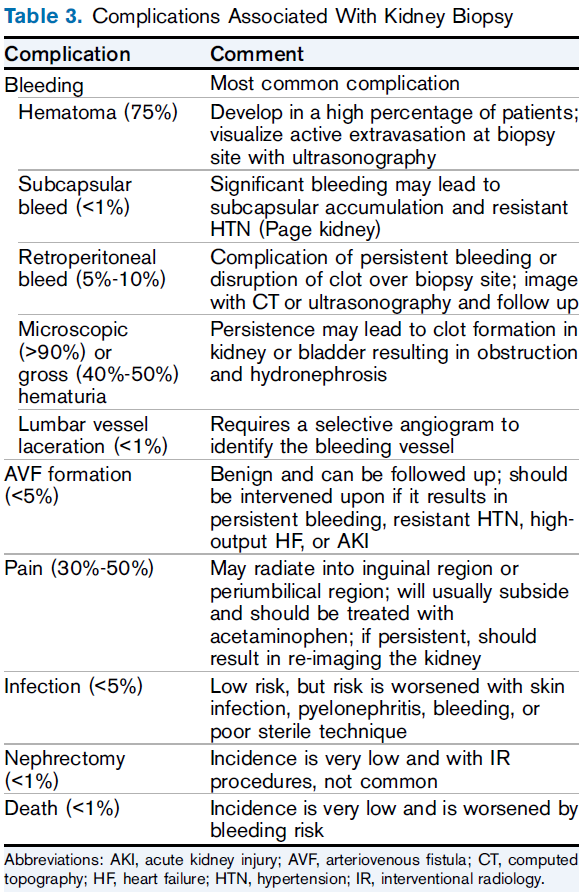 Table 3. Complications Associated With Kidney Biopsy
Complication Comment
Bleeding Most common complication
Hematoma (75%) Develop in a high percentage of patients;
visualize active extravasation at biopsy
site with ultrasonography
Subcapsular Significant bleeding may lead to
bleed (<1%) subcapsular accumulation and resistant
HTN (Page kidney)
Retroperitoneal Complication of persistent bleeding or
bleed (5%-10%) disruption of clot over biopsy site; image
with CT or ultrasonography and follow up
Microscopic Persistence may lead to clot formation in
(>90%) or kidney or bladder resulting in obstruction
gross (40%-50%) and hydronephrosis
hematuria
Lumbar vessel Requires a selective angiogram to
laceration (<1%) identify the bleeding vessel
AVF formation Benign and can be followed up; should
(<5%) be intervened upon if it results in
persistent bleeding, resistant HTN, high-
output HF, or AKI
Pain (30%-50%) May radiate into inguinal region or
periumbilical region; will usually subside
and should be treated with
acetaminophen; if persistent, should
result in re-imaging the kidney
Infection (<5%) Low risk, but risk is worsened with skin
infection, pyelonephritis, bleeding, or
poor sterile technique
Nephrectomy Incidence is very low and with IR
(<1%) procedures, not common
Death (<1%) Incidence is very low and is worsened by
bleeding risk
Abbreviations: AKI, acute kidney injury; AVF, arteriovenous fistula; CT, computed
topography; HF, heart failure; HTN, hypertension; IR, interventional radiology.